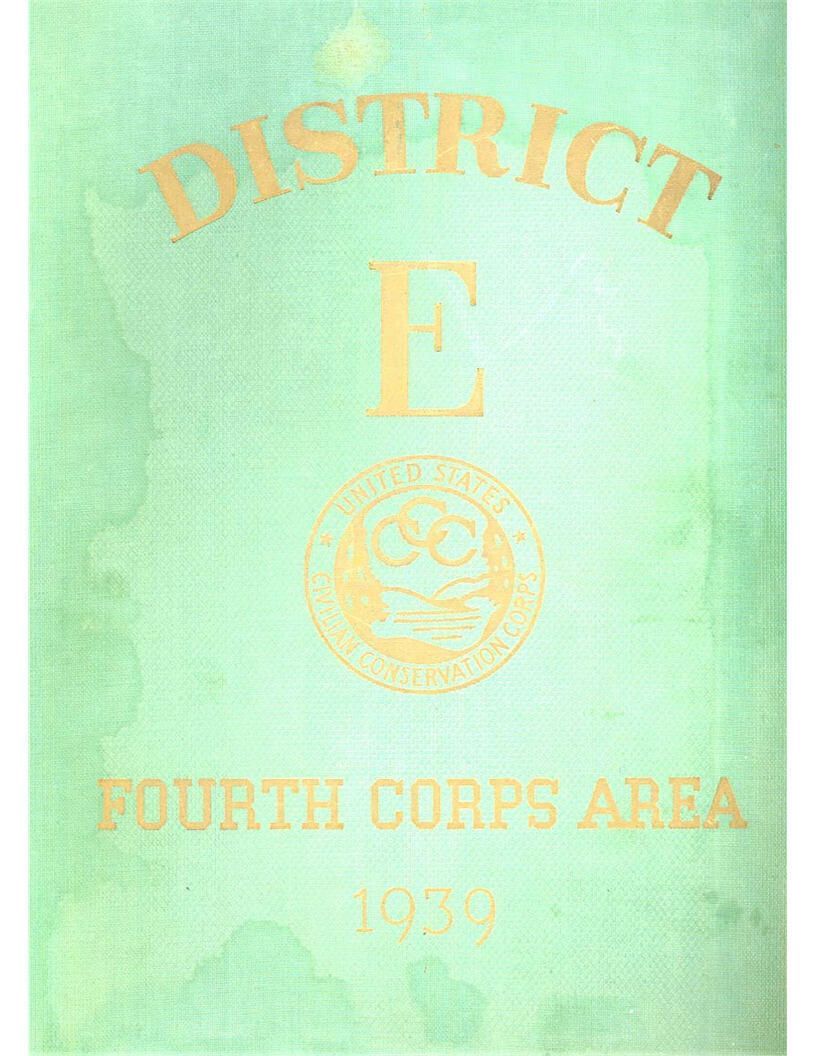 DISTRICT
E
UNITED STATES
CCC
CIVILIAN CONSERVATION CORPS
FOURTH CORPS AREA
1939